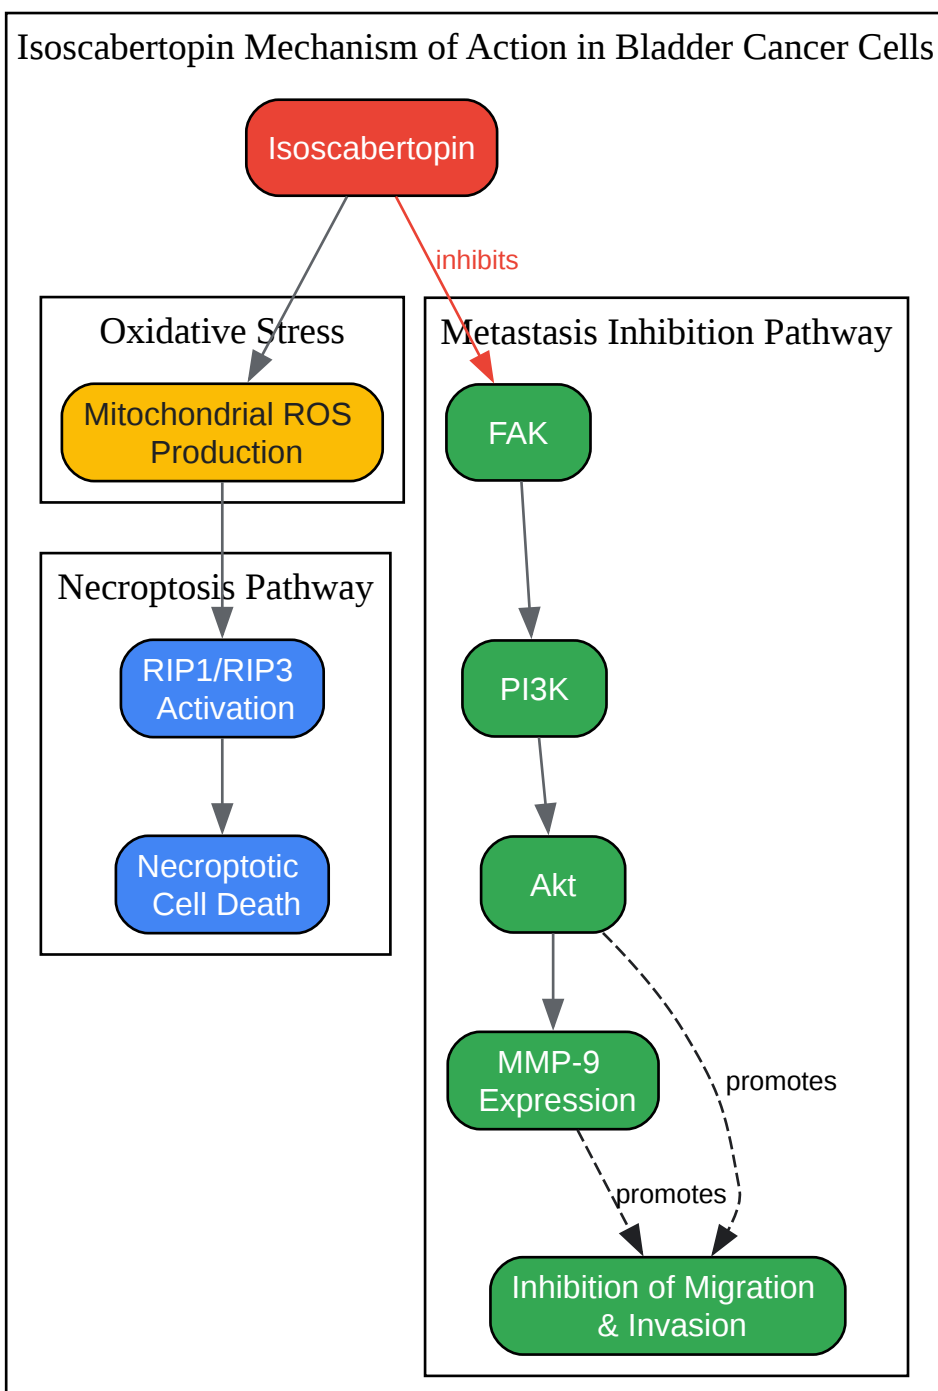 Isoscabertopin Mechanism of Action in Bladder Cancer Cells
Isoscabertopin
inhibits
Oxidative Stress
Mitochondrial ROS
Production
Necroptosis Pathway
RIP1/RIP3
Activation
Necroptotic
Cell Death
Metastasis Inhibition Pathway
FAK
PI3K
Akt
MMP-9
Expression
promotes
promotes
Inhibition of Migration
& Invasion